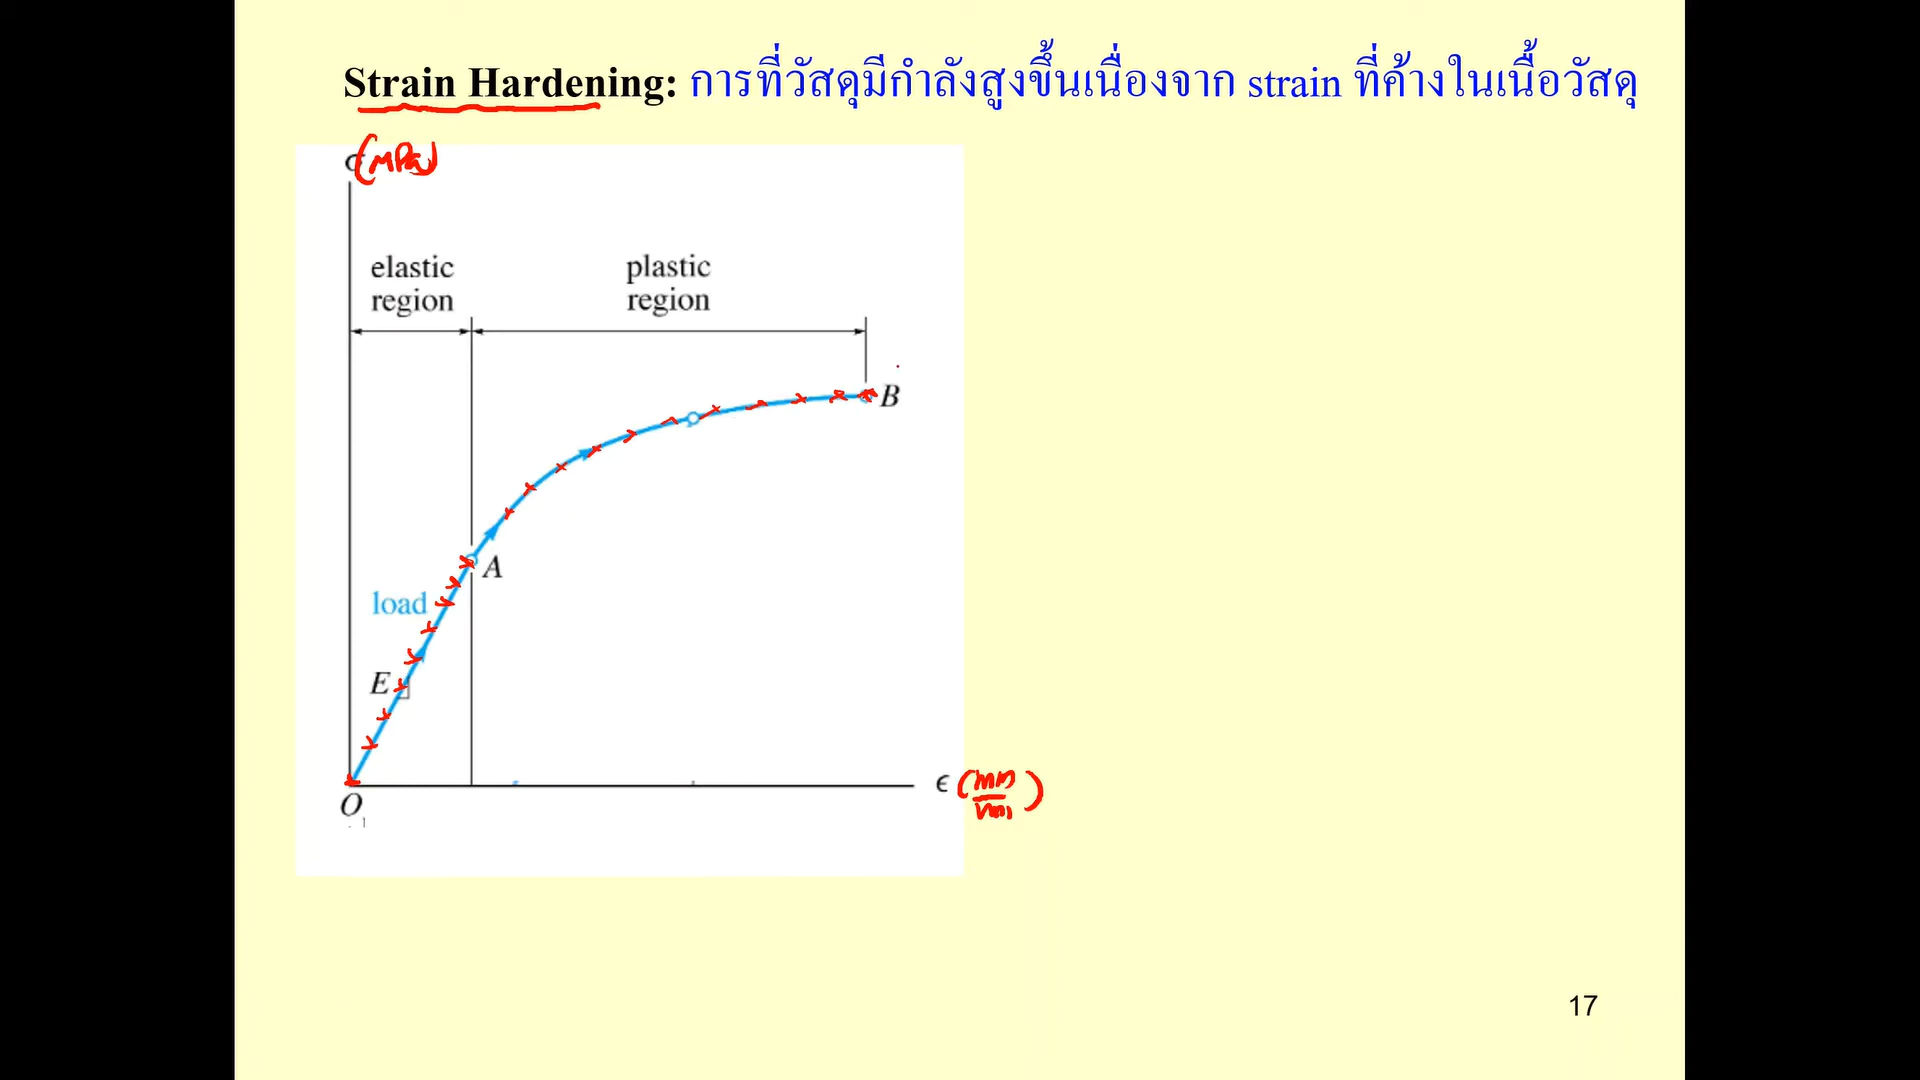 Strain Hardening: การที่วัสดุมีกำลังสูงขึ้นเนื่องจาก strain ที่ค้างในเนื้อวัสดุ
σ (MPa)
elastic
region
plastic
region
B
A
load
E
O
ϵ (mm/mm)
17